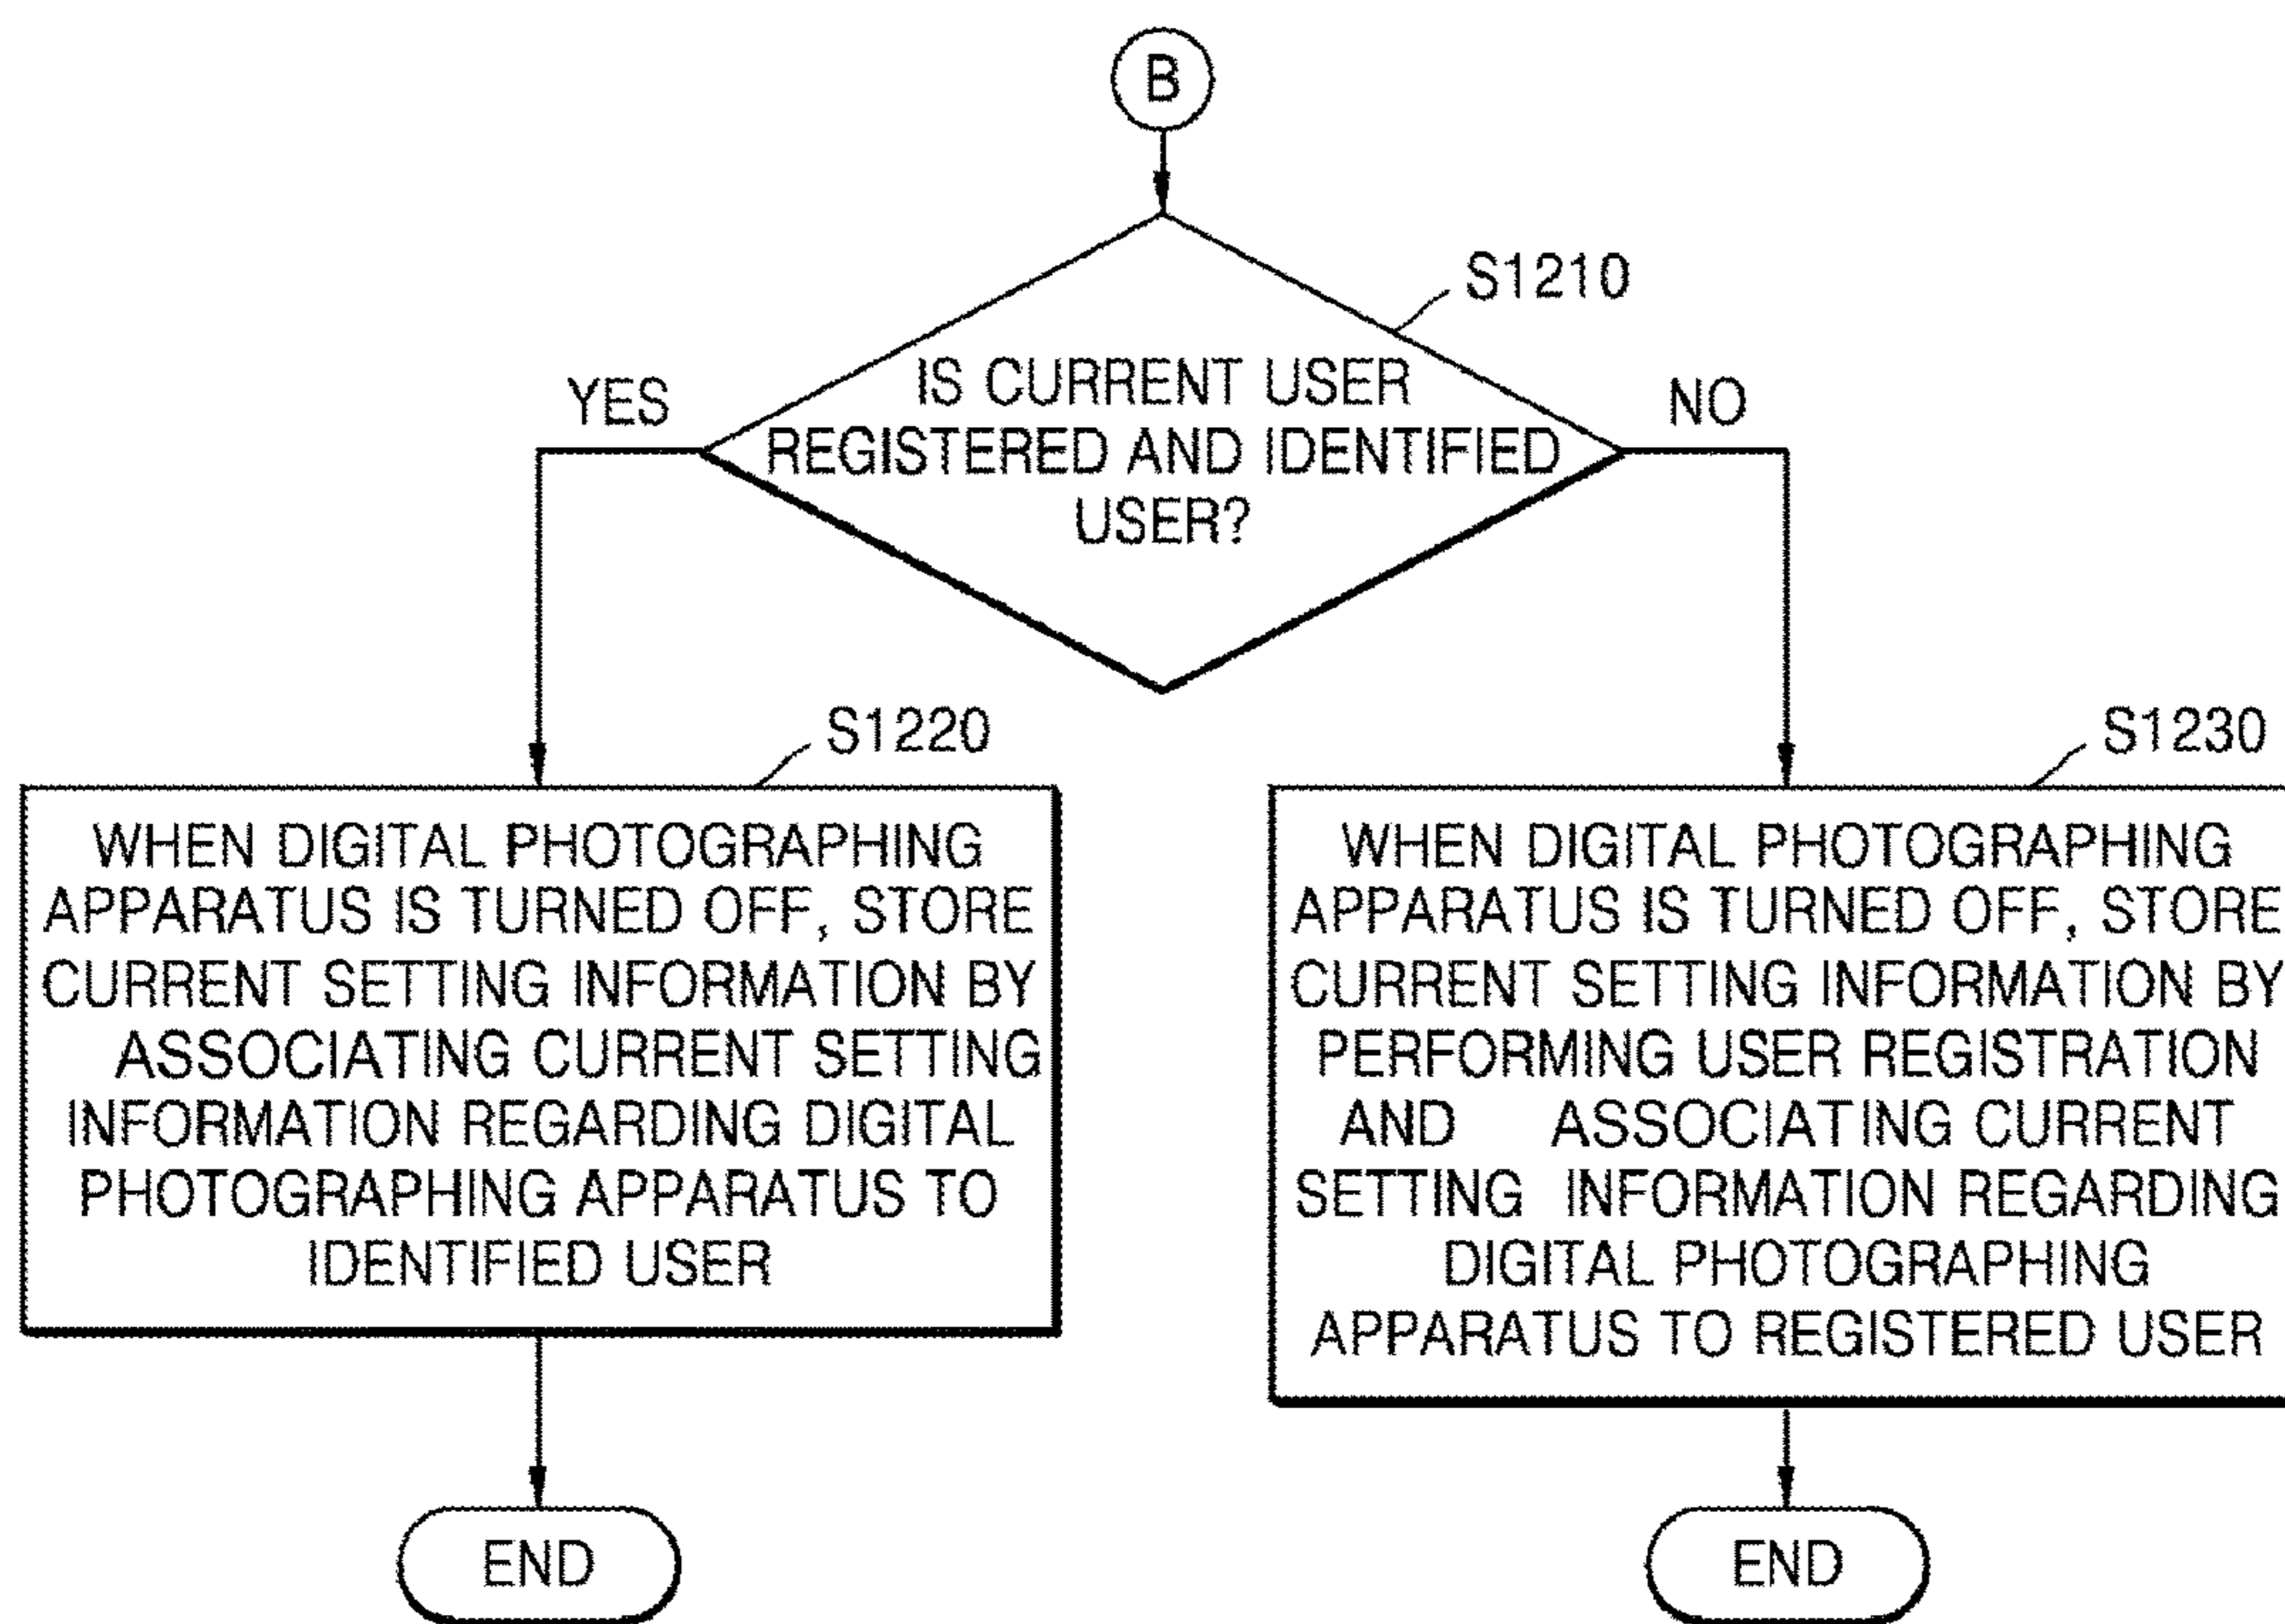 B
S1210
IS CURRENT USER
REGISTERED AND IDENTIFIED
USER?
YES
NO
S1220
WHEN DIGITAL PHOTOGRAPHING
APPARATUS IS TURNED OFF, STORE
CURRENT SETTING INFORMATION BY
ASSOCIATING CURRENT SETTING
INFORMATION REGARDING DIGITAL
PHOTOGRAPHING APPARATUS TO
IDENTIFIED USER
END
S1230
WHEN DIGITAL PHOTOGRAPHING
APPARATUS IS TURNED OFF, STORE
CURRENT SETTING INFORMATION BY
PERFORMING USER REGISTRATION
AND ASSOCIATING CURRENT
SETTING INFORMATION REGARDING
DIGITAL PHOTOGRAPHING
APPARATUS TO REGISTERED USER
END